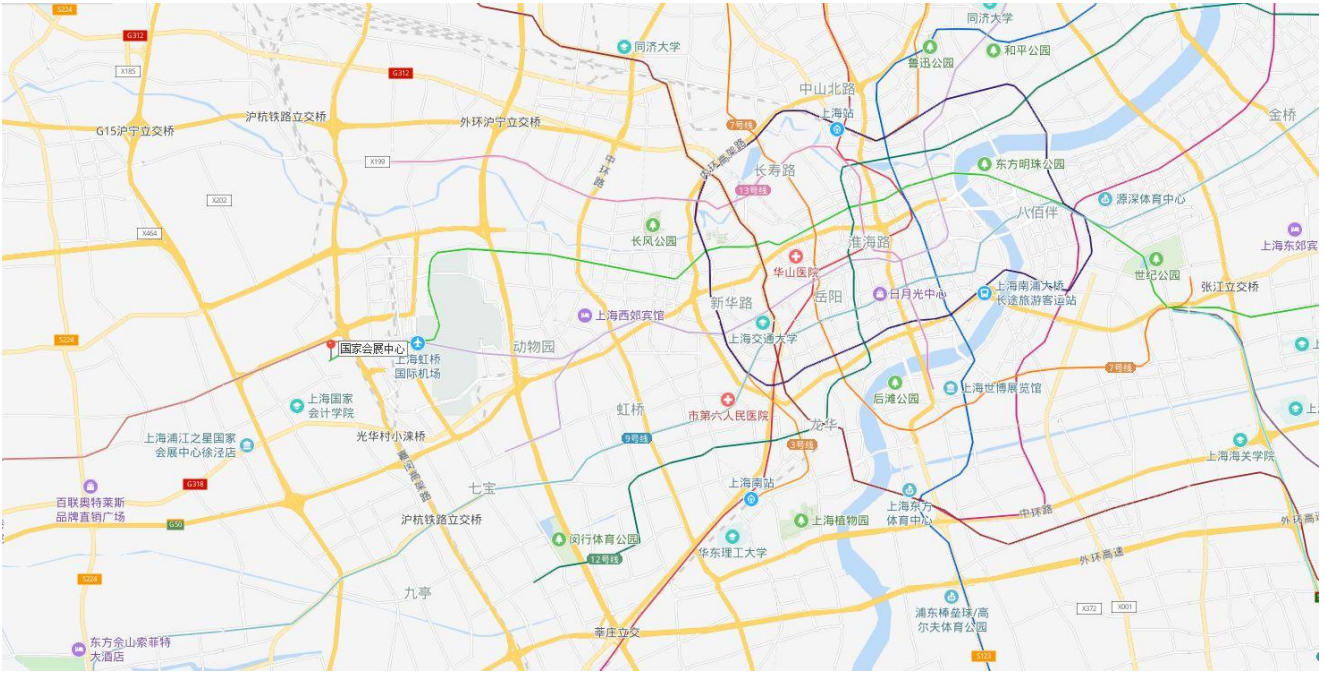 S224
G312
X185
G15沪宁立交桥
沪杭铁路立交桥
G312
外环沪宁立交桥
同济大学
同济大学
鲁迅公园
和平公园
中山北路
上海站
7号线
内环高架路
金桥
X199
中环路
长寿路
13号线
东方明珠公园
X202
源深体育中心
八佰伴
X464
长风公园
淮海路
上海东郊宾
华山医院
世纪公园
新华路
岳阳
日月光中心
上海南浦大桥
长途旅游客运站
张江立交桥
上海西郊宾馆
上海交通大学
S224
国家会展中心
上海虹桥
国际机场
动物园
7号线
上海国家
会计学院
市第六人民医院
后滩公园
上海世博展览馆
虹桥
龙华
光华村小涞桥
9号线
3号线
上海浦江之星国家
会展中心徐泾店
上海海关学院
嘉闵高架路
G318
七宝
上海南站
百联奥特莱斯
品牌直销广场
上海东方
体育中心
中环路
G50
沪杭铁路立交桥
上海植物园
外环高速
闵行体育公园
华东理工大学
12号线
外环高速
S224
九亭
浦东棒垒球/高
尔夫体育公园
X372
X001
莘庄立交
东方佘山索菲特
大酒店
S123